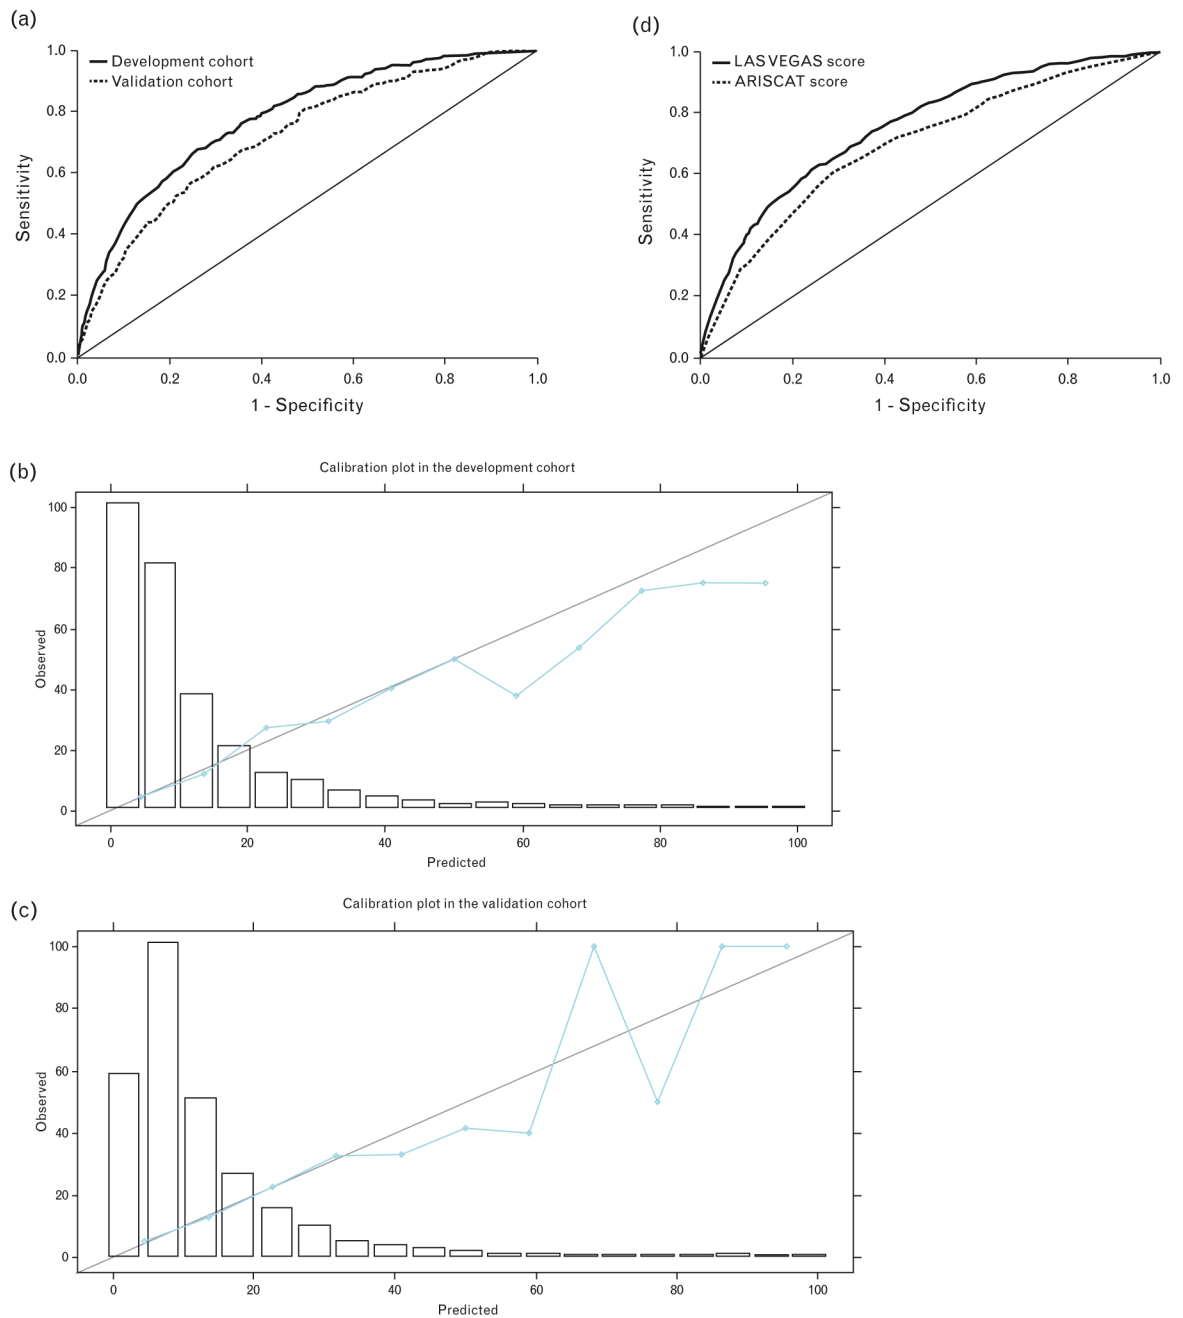 (a)
1.0
0.8
0.6
0.4
0.2
0.0
Sensitivity
Development cohort
Validation cohort
0.0 0.2 0.4 0.6 0.8 1.0
1 - Specificity
(d)
1.0
0.8
0.6
0.4
0.2
0.0
Sensitivity
LAS VEGAS score
ARISCAT score
0.0 0.2 0.4 0.6 0.8 1.0
1 - Specificity
(b)
Calibration plot in the development cohort
100
80
60
40
20
0
Observed
0 20 40 60 80 100
Predicted
(c)
Calibration plot in the validation cohort
100
80
60
40
20
0
Observed
0 20 40 60 80 100
Predicted